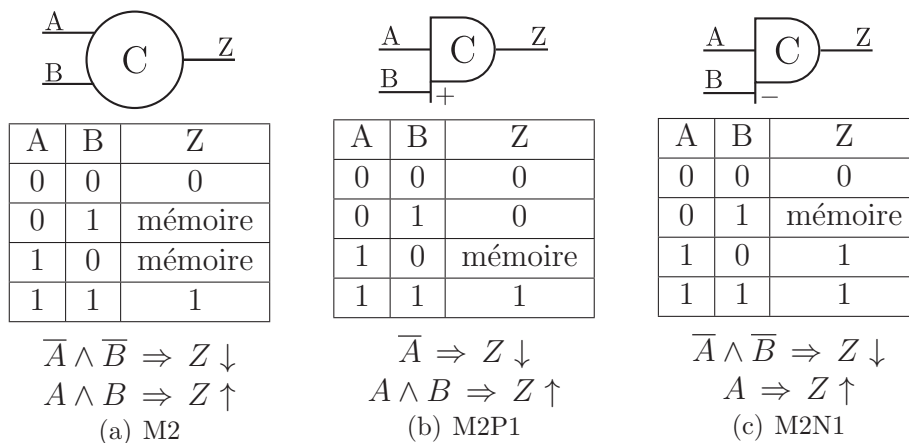 A
B
C
Z
A
B
C
Z
+
A
B
C
Z
−
A B Z
0 0 0
0 1 mémoire
1 0 mémoire
1 1 1
A̅ ∧ B̅ ⇒ Z ↓
A ∧ B ⇒ Z ↑
(a) M2
A B Z
0 0 0
0 1 0
1 0 mémoire
1 1 1
A̅ ⇒ Z ↓
A ∧ B ⇒ Z ↑
(b) M2P1
A B Z
0 0 0
0 1 mémoire
1 0 1
1 1 1
A̅ ∧ B̅ ⇒ Z ↓
A ⇒ Z ↑
(c) M2N1